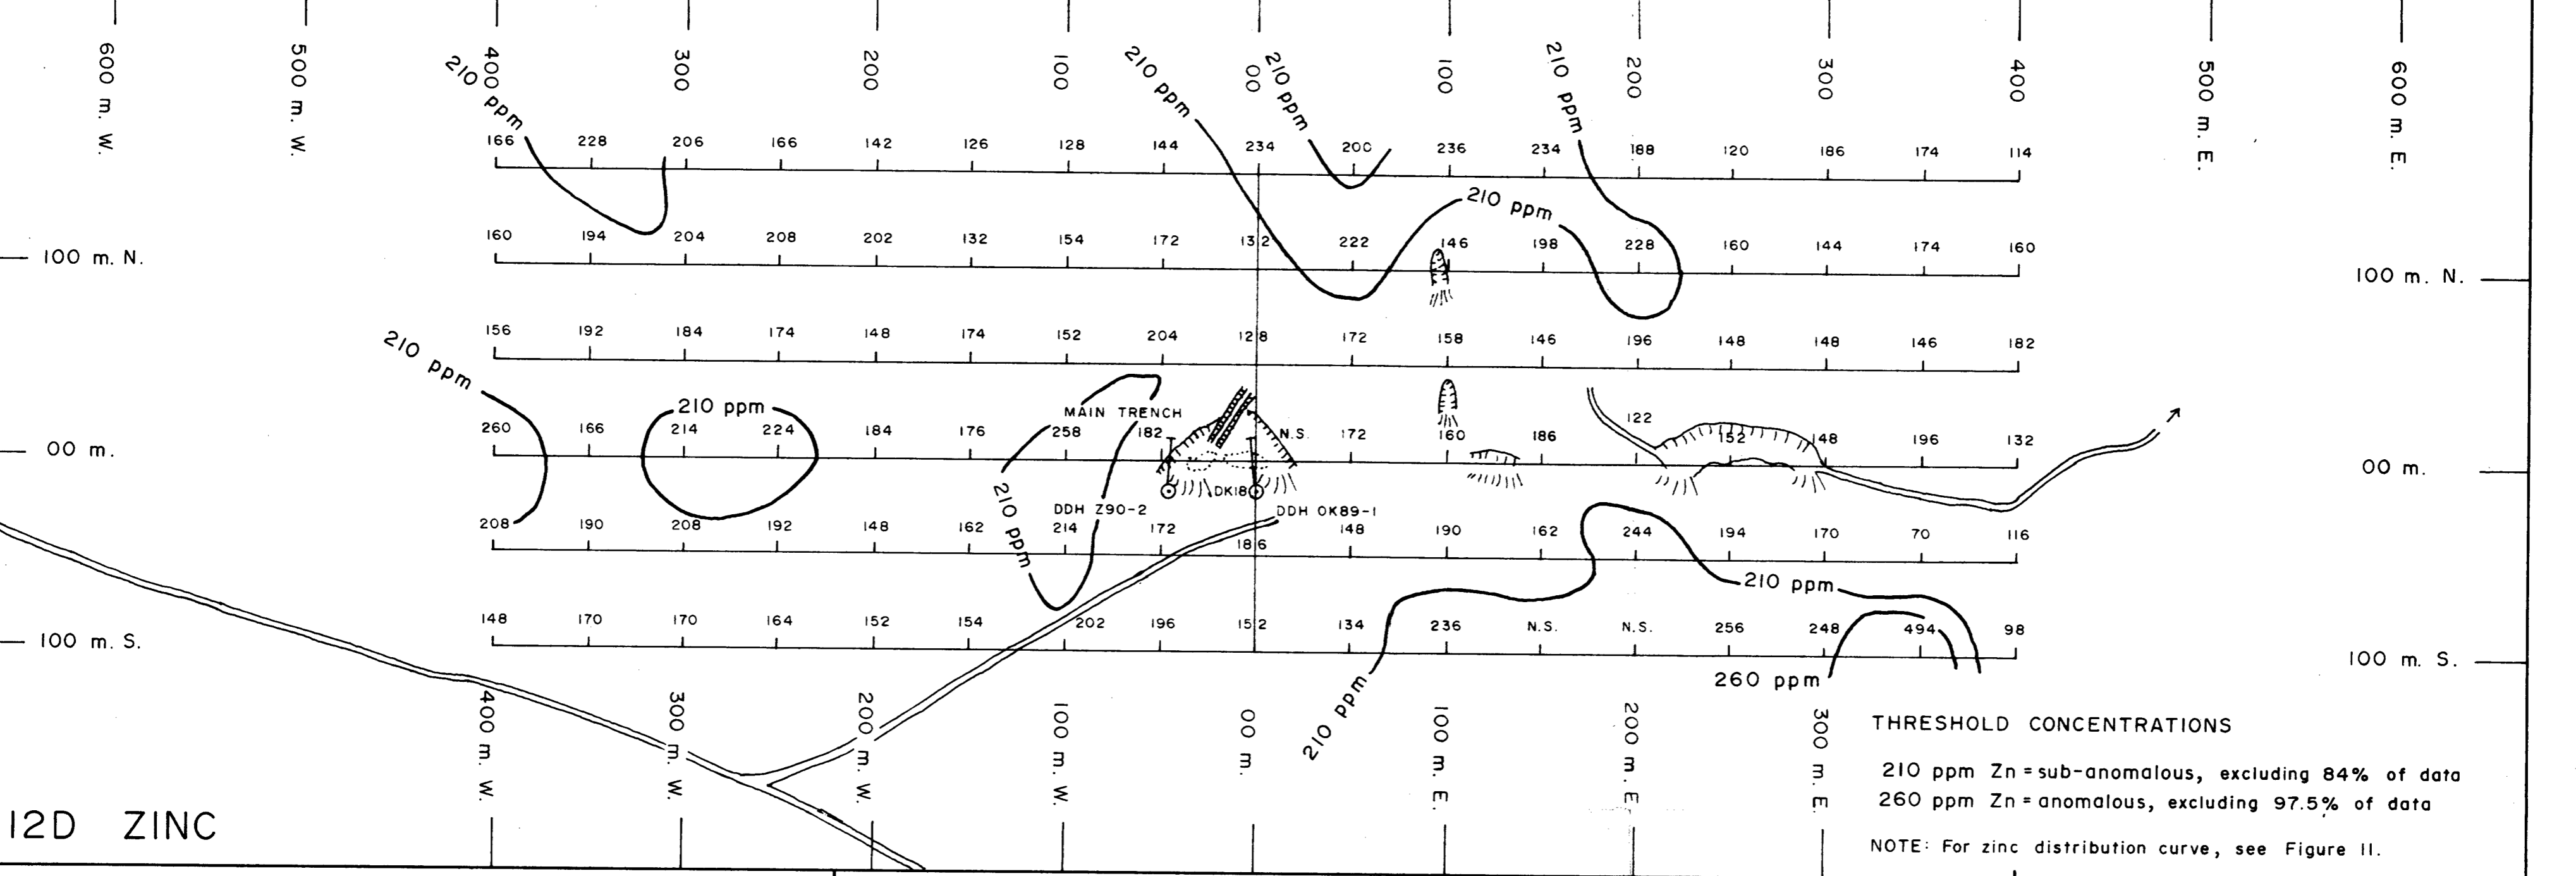 600 m. W.
500 m. W.
400
300
200
100
00
100
200
300
400
500 m. E.
600 m. E.
210 ppm
210 ppm
210 ppm
210 ppm
166 228 206 166 142 126 128 144 234 200 236 234 188 120 186 174 114
210 ppm
160 194 204 208 202 132 154 172 132 222 146 198 228 160 144 174 160
100 m. N.
100 m. N.
156 192 184 174 148 174 152 204 128 172 158 146 196 148 148 146 182
210 ppm
210 ppm
MAIN TRENCH
122
260 166 214 224 184 176 258 182 N.S. 172 160 186 152 148 196 132
00 m.
00 m.
210 ppm
DK18
DDH Z90-2
DDH OK89-1
208 190 208 192 148 162 214 172 186 148 190 162 244 194 170 70 116
210 ppm
148 170 170 164 152 154 202 196 152 134 236 N.S. N.S. 256 248 494 98
100 m. S.
100 m. S.
260 ppm
210 ppm
400 m. W.
300 m. W.
200 m. W.
100 m. W.
00 m.
100 m. E.
200 m. E.
300 m. E.
THRESHOLD CONCENTRATIONS
210 ppm Zn = sub-anomalous, excluding 84% of data
260 ppm Zn = anomalous, excluding 97.5% of data
NOTE: For zinc distribution curve, see Figure 11.
12D ZINC